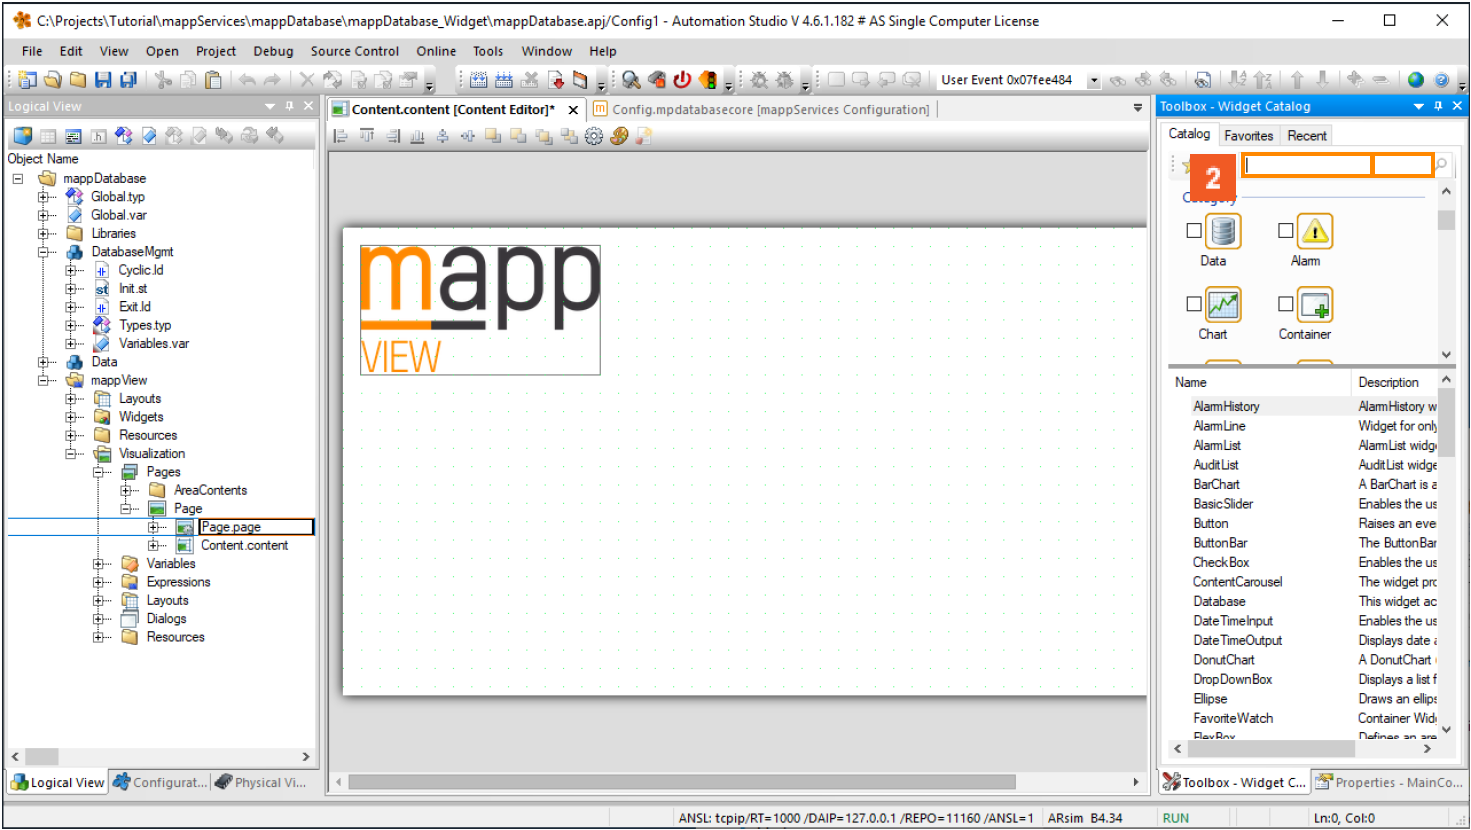 C:\Projects\Tutorial\mappServices\mappDatabase\mappDatabase_Widget\mappDatabase.apj/Config1 - Automation Studio V 4.6.1.182 # AS Single Computer License
File Edit View Open Project Debug Source Control Online Tools Window Help
User Event 0x07fee484
Logical View
Object Name
mappDatabase
Global.typ
Global.var
Libraries
DatabaseMgmt
Cyclic.ld
Init.st
Exit.ld
Types.typ
Variables.var
Data
mappView
Layouts
Widgets
Resources
Visualization
Pages
AreaContents
Page
Page.page
Content.content
Variables
Expressions
Layouts
Dialogs
Resources
Logical View Configurat... Physical Vi...
Content.content [Content Editor]* Config.mpdatabasecore [mappServices Configuration]
mapp
VIEW
Toolbox - Widget Catalog
Catalog Favorites Recent
2
Category
Data Alarm
Chart Container
Name Description
AlarmHistory AlarmHistory w
AlarmLine Widget for only
AlarmList AlarmList widge
AuditList AuditList widge
BarChart A BarChart is a
BasicSlider Enables the us
Button Raises an eve
ButtonBar The ButtonBar
CheckBox Enables the us
ContentCarousel The widget pro
Database This widget ac
DateTimeInput Enables the us
DateTimeOutput Displays date a
DonutChart A DonutChart
DropDownBox Displays a list f
Ellipse Draws an ellips
FavoriteWatch Container Widg
FlexBox Defines an are
Toolbox - Widget C... Properties - MainCo...
ANSL: tcpip/RT=1000 /DAIP=127.0.0.1 /REPO=11160 /ANSL=1 ARsim B4.34 RUN Ln:0, Col:0